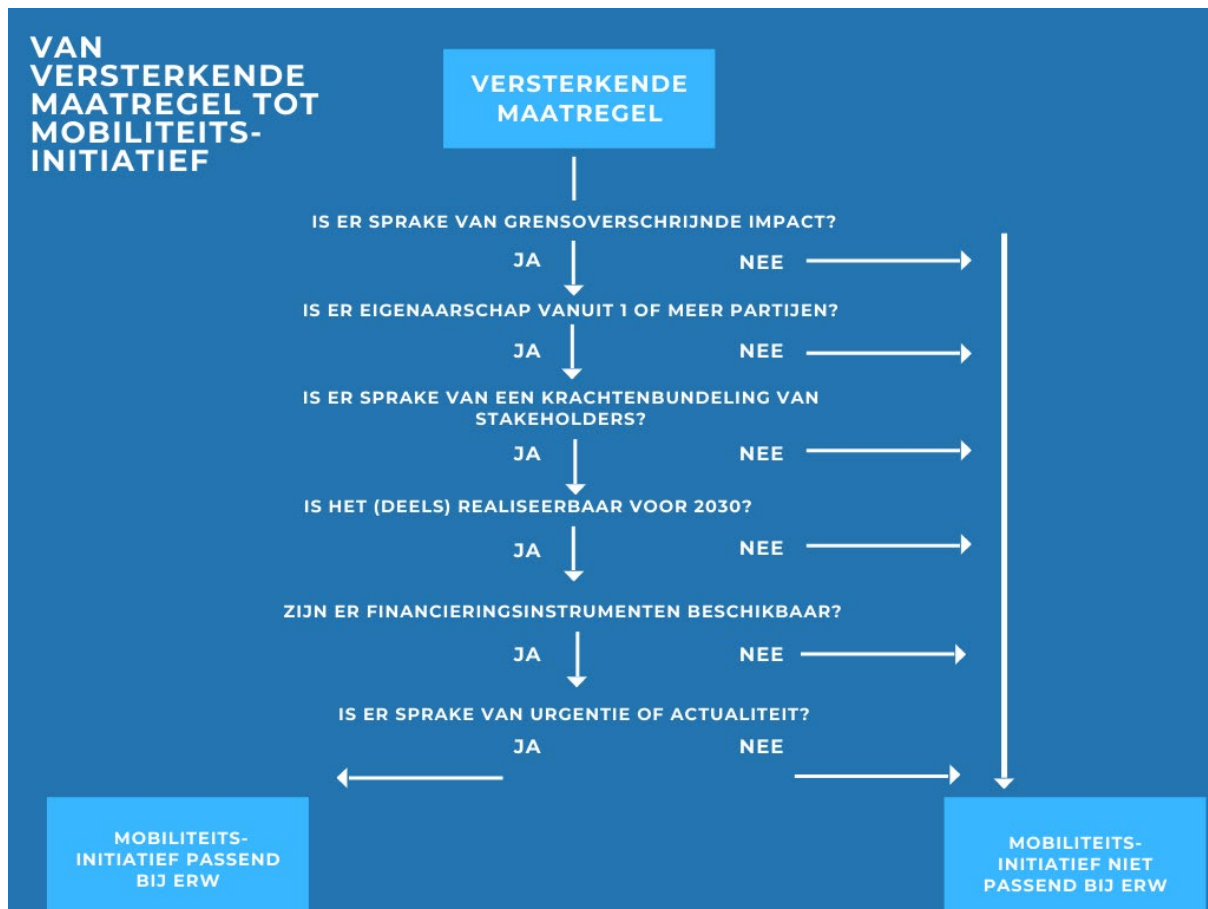 VAN
VERSTERKENDE
MAATREGEL TOT
MOBILITEITS-
INITIATIEF
VERSTERKENDE
MAATREGEL
IS ER SPRAKE VAN GRENSOVERSCHRIJNDE IMPACT?
JA NEE
IS ER EIGENAARSCHAP VANUIT 1 OF MEER PARTIJEN?
JA NEE
IS ER SPRAKE VAN EEN KRACHTENBUNDELING VAN
STAKEHOLDERS?
JA NEE
IS HET (DEELS) REALISEERBAAR VOOR 2030?
JA NEE
ZIJN ER FINANCIERINGSINSTRUMENTEN BESCHIKBAAR?
JA NEE
IS ER SPRAKE VAN URGENTIE OF ACTUALITEIT?
JA NEE
MOBILITEITS-
INITIATIEF PASSEND
BIJ ERW
MOBILITEITS-
INITIATIEF NIET
PASSEND BIJ ERW